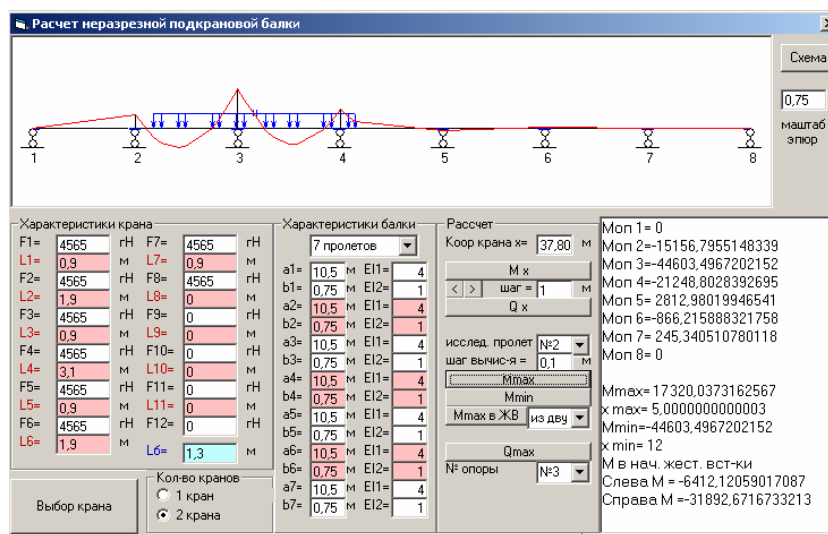 Расчет неразрезной подкрановой балки
Схема
0,75
маштаб
эпюр
1 2 3 4 5 6 7 8
Характеристики крана
F1= 4565 гН F7= 4565 гН
L1= 0,9 м L7= 0,9 м
F2= 4565 гН F8= 4565 гН
L2= 1,9 м L8= 0 м
F3= 4565 гН F9= 0 гН
L3= 0,9 м L9= 0 м
F4= 4565 гН F10= 0 гН
L4= 3,1 м L10= 0 м
F5= 4565 гН F11= 0 гН
L5= 0,9 м L11= 0 м
F6= 4565 гН F12= 0 гН
L6= 1,9 м Lб= 1,3 м
Выбор крана
Кол-во кранов
1 кран
2 крана
Характеристики балки
7 пролетов
a1= 10,5 м EI1= 4
b1= 0,75 м EI2= 1
a2= 10,5 м EI1= 4
b2= 0,75 м EI2= 1
a3= 10,5 м EI1= 4
b3= 0,75 м EI2= 1
a4= 10,5 м EI1= 4
b4= 0,75 м EI2= 1
a5= 10,5 м EI1= 4
b5= 0,75 м EI2= 1
a6= 10,5 м EI1= 4
b6= 0,75 м EI2= 1
a7= 10,5 м EI1= 4
b7= 0,75 м EI2= 1
Рассчет
Коор крана x= 37,80 м
M x
< > шаг = 1 м
Q x
исслед. пролет №2
шаг вычис-я = 0,1 м
Mmax
Mmin
Mmax в ЖВ из дву
Qmax
№ опоры №3
Моп 1= 0
Моп 2=-15156,7955148339
Моп 3=-44603,4967202152
Моп 4=-21248,8028392695
Моп 5= 2812,98019946541
Моп 6=-866,215888321758
Моп 7= 245,340510780118
Моп 8= 0
Mmax= 17320,0373162567
x max= 5,0000000000003
Mmin=-44603,4967202152
x min= 12
М в нач. жест. вст-ки
Слева М = -6412,12059017087
Справа М =-31892,6716733213